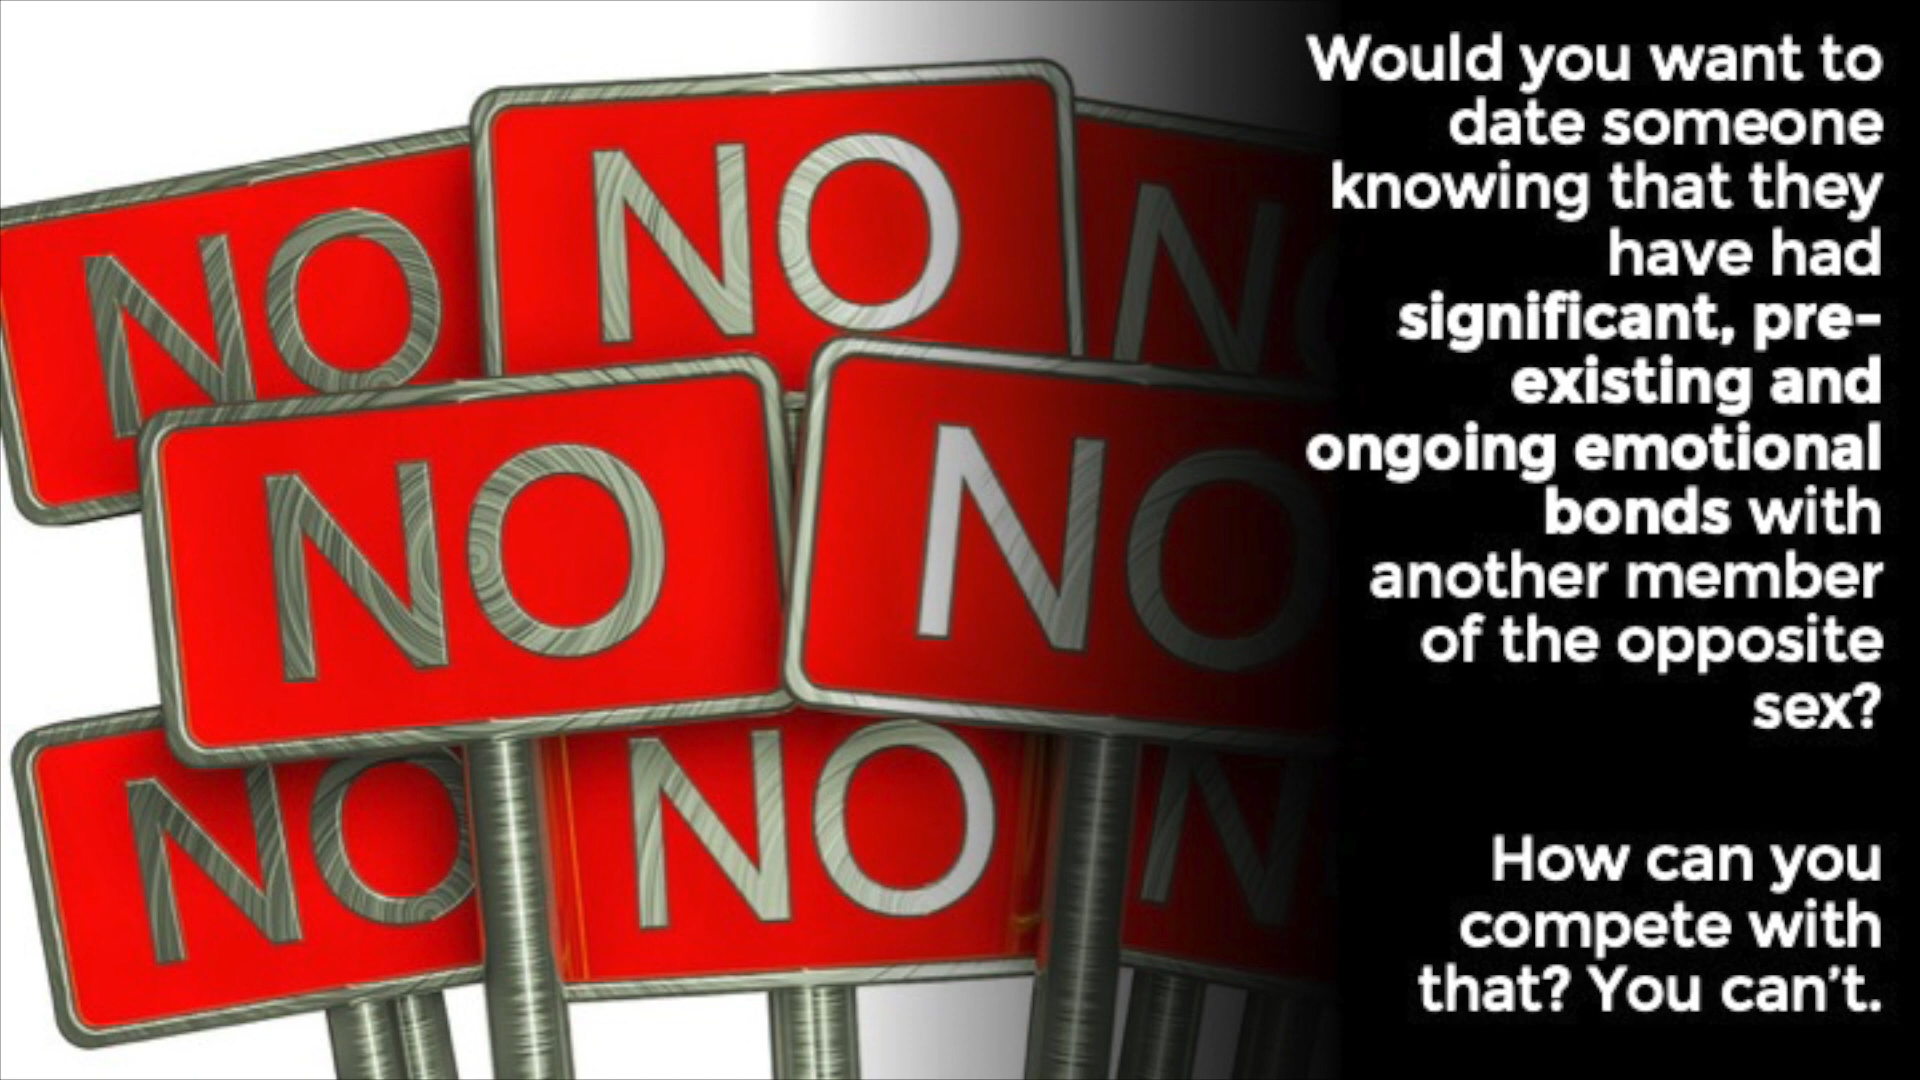 NO
NO
N
NO
NO
NO
NO
N
Would you want to
date someone
knowing that they
have had
significant, pre-
existing and
ongoing emotional
bonds with
another member
of the opposite
sex?
How can you
compete with
that? You can't.